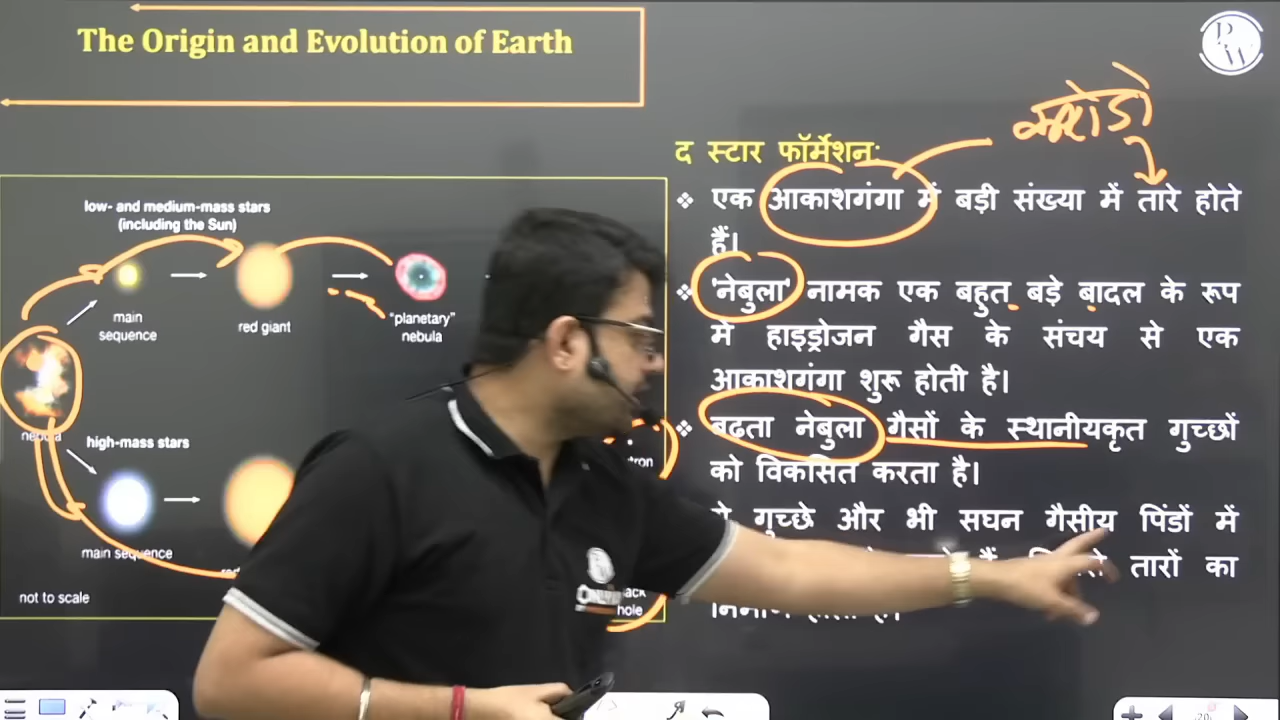 The Origin and Evolution of Earth
PW
करोडो
द स्टार फॉर्मेशन:
❖ एक आकाशगंगा में बड़ी संख्या में तारे होते
हैं।
❖ 'नेबुला' नामक एक बहुत बड़े बादल के रूप
में हाइड्रोजन गैस के संचय से एक
आकाशगंगा शुरू होती है।
❖ बढ़ता नेबुला गैसों के स्थानीयकृत गुच्छों
को विकसित करता है।
गुच्छे और भी सघन गैसीय पिंडों में
तारों का
low- and medium-mass stars
(including the Sun)
main
sequence
red giant
"planetary"
nebula
nebula
high-mass stars
main sequence
not to scale
hole